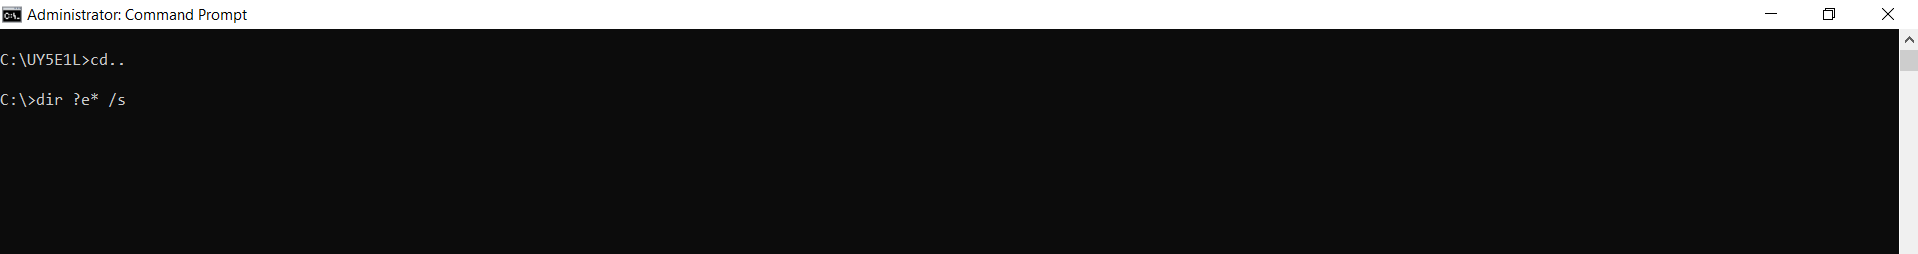 Administrator: Command Prompt
C:\UY5E1L>cd..
C:\>dir ?e* /s